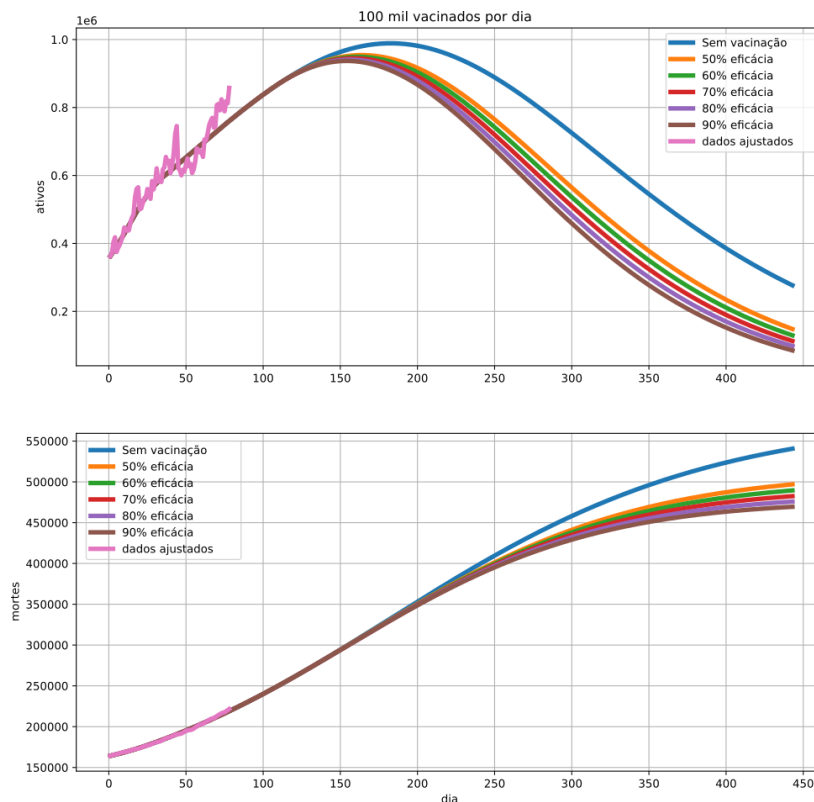 100 mil vacinados por dia
1e6
1.0
0.8
0.6
0.4
0.2
ativos
Sem vacinação
50% eficácia
60% eficácia
70% eficácia
80% eficácia
90% eficácia
dados ajustados
0 50 100 150 200 250 300 350 400
550000
500000
450000
400000
350000
300000
250000
200000
150000
mortes
Sem vacinação
50% eficácia
60% eficácia
70% eficácia
80% eficácia
90% eficácia
dados ajustados
0 50 100 150 200 250 300 350 400 450
dia